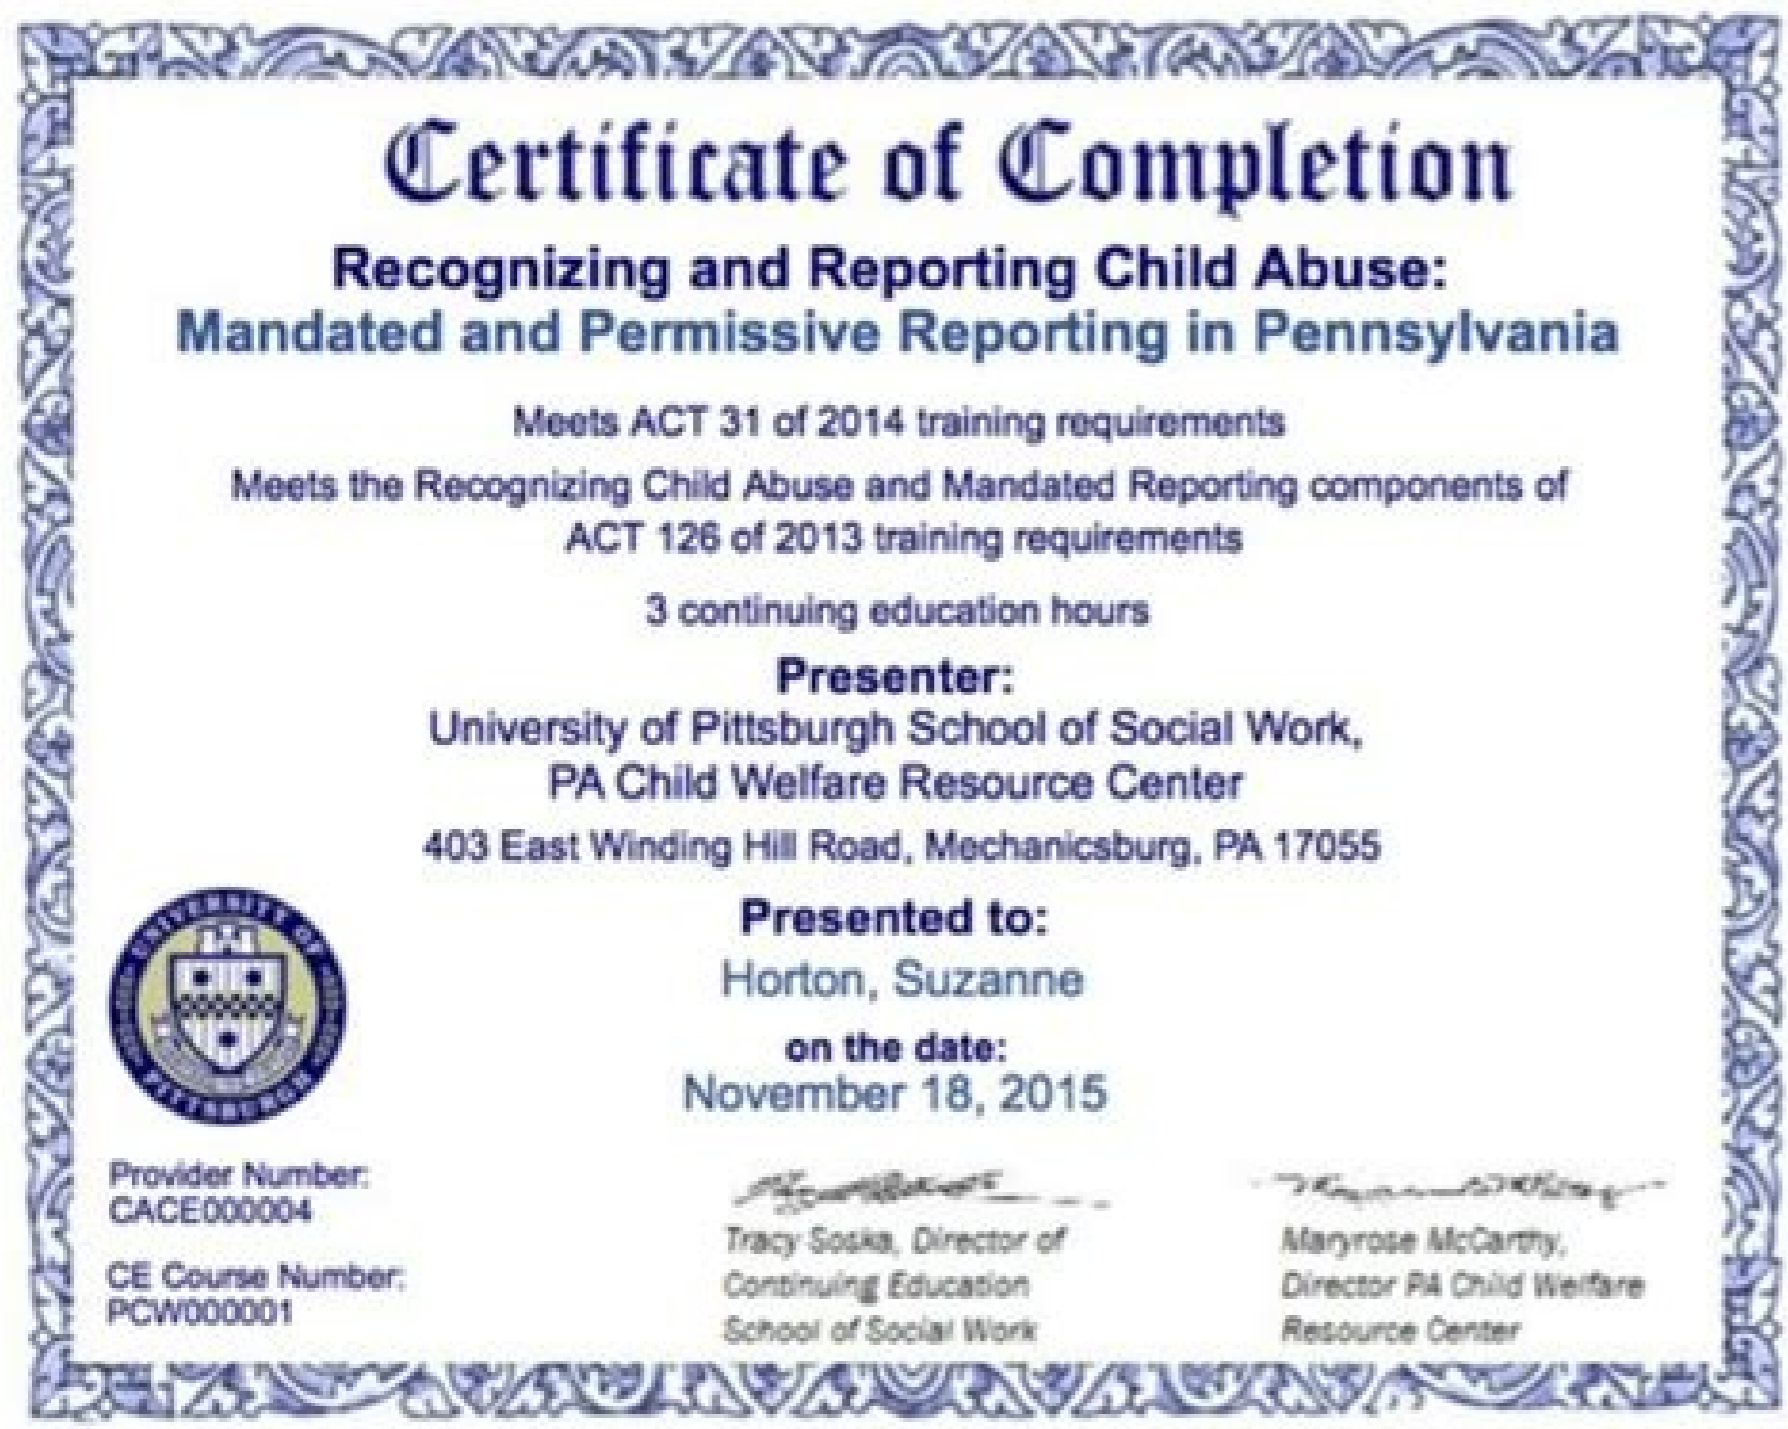 Certificate of Completion
Recognizing and Reporting Child Abuse:
Mandated and Permissive Reporting in Pennsylvania
Meets ACT 31 of 2014 training requirements
Meets the Recognizing Child Abuse and Mandated Reporting components of
ACT 126 of 2013 training requirements
3 continuing education hours
Presenter:
University of Pittsburgh School of Social Work,
PA Child Welfare Resource Center
403 East Winding Hill Road, Mechanicsburg, PA 17055
Presented to:
Horton, Suzanne
on the date:
November 18, 2015
UNIVERSITY OF
PITTSBURGH
Provider Number:
CACE000004
CE Course Number:
PCW000001
Tracy Soska, Director of
Continuing Education
School of Social Work
Maryrose McCarthy,
Director PA Child Welfare
Resource Center